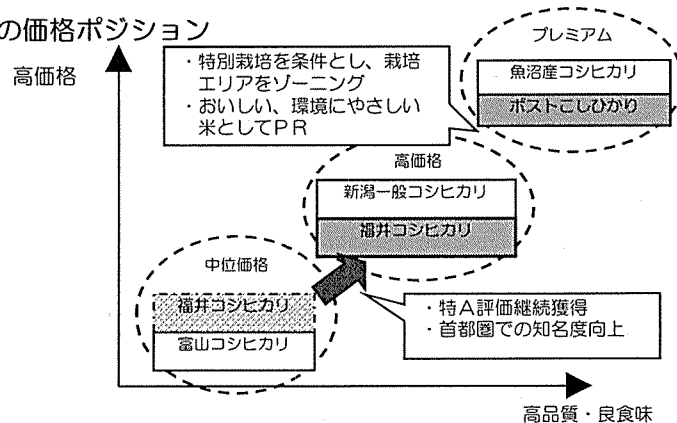 の価格ポジション
高価格
・特別栽培を条件とし、栽培
エリアをゾーニング
・おいしい、環境にやさしい
米としてPR
プレミアム
魚沼産コシヒカリ
ポストこしひかり
高価格
新潟一般コシヒカリ
福井コシヒカリ
中位価格
福井コシヒカリ
富山コシヒカリ
・特A評価継続獲得
・首都圏での知名度向上
高品質・良食味